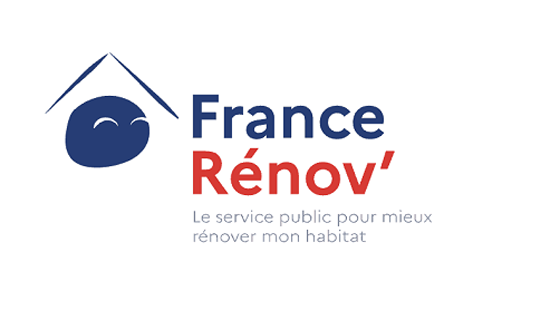 France
Rénov’
Le service public pour mieux
rénover mon habitat